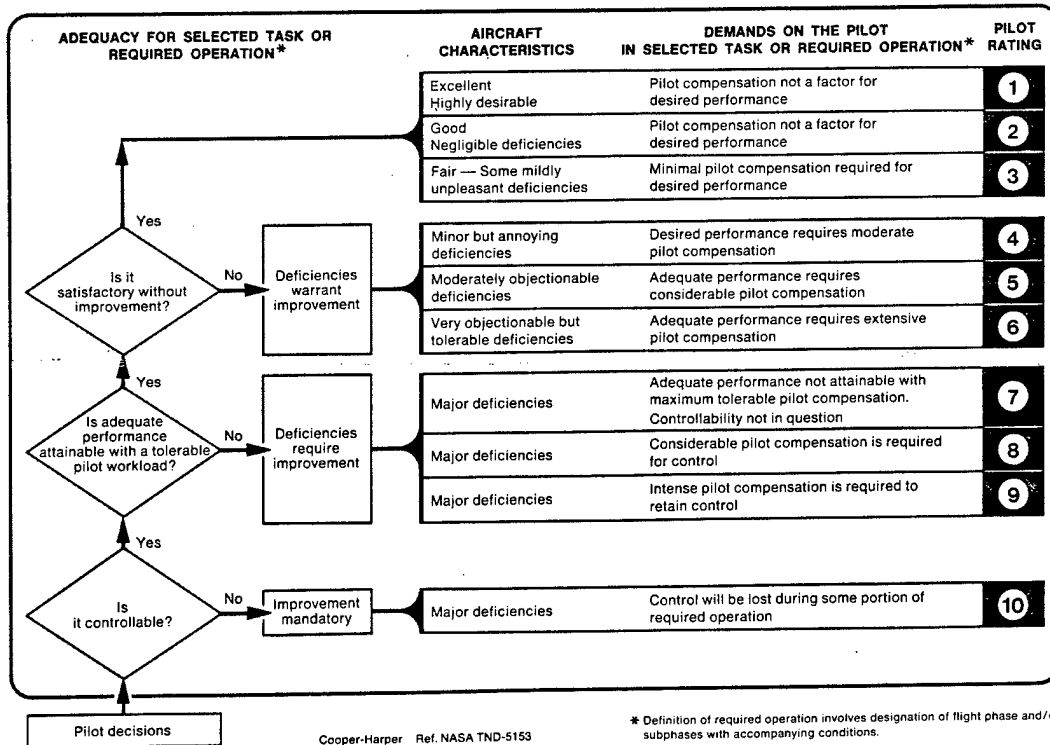 ADEQUACY FOR SELECTED TASK OR
REQUIRED OPERATION*
AIRCRAFT
CHARACTERISTICS
DEMANDS ON THE PILOT
IN SELECTED TASK OR REQUIRED OPERATION*
PILOT
RATING
Excellent
Highly desirable
Pilot compensation not a factor for
desired performance
1
Good
Negligible deficiencies
Pilot compensation not a factor for
desired performance
2
Fair — Some mildly
unpleasant deficiencies
Minimal pilot compensation required for
desired performance
3
Yes
Is it
satisfactory without
improvement?
No
Deficiencies
warrant
improvement
Minor but annoying
deficiencies
Desired performance requires moderate
pilot compensation
4
Moderately objectionable
deficiencies
Adequate performance requires
considerable pilot compensation
5
Very objectionable but
tolerable deficiencies
Adequate performance requires extensive
pilot compensation
6
Yes
Is adequate
performance
attainable with a tolerable
pilot workload?
No
Deficiencies
require
improvement
Major deficiencies
Adequate performance not attainable with
maximum tolerable pilot compensation.
Controllability not in question
7
Major deficiencies
Considerable pilot compensation is required
for control
8
Major deficiencies
Intense pilot compensation is required to
retain control
9
Yes
Is
it controllable?
No
Improvement
mandatory
Major deficiencies
Control will be lost during some portion of
required operation
10
Pilot decisions
Cooper-Harper Ref. NASA TND-5153
* Definition of required operation involves designation of flight phase and/
subphases with accompanying conditions.